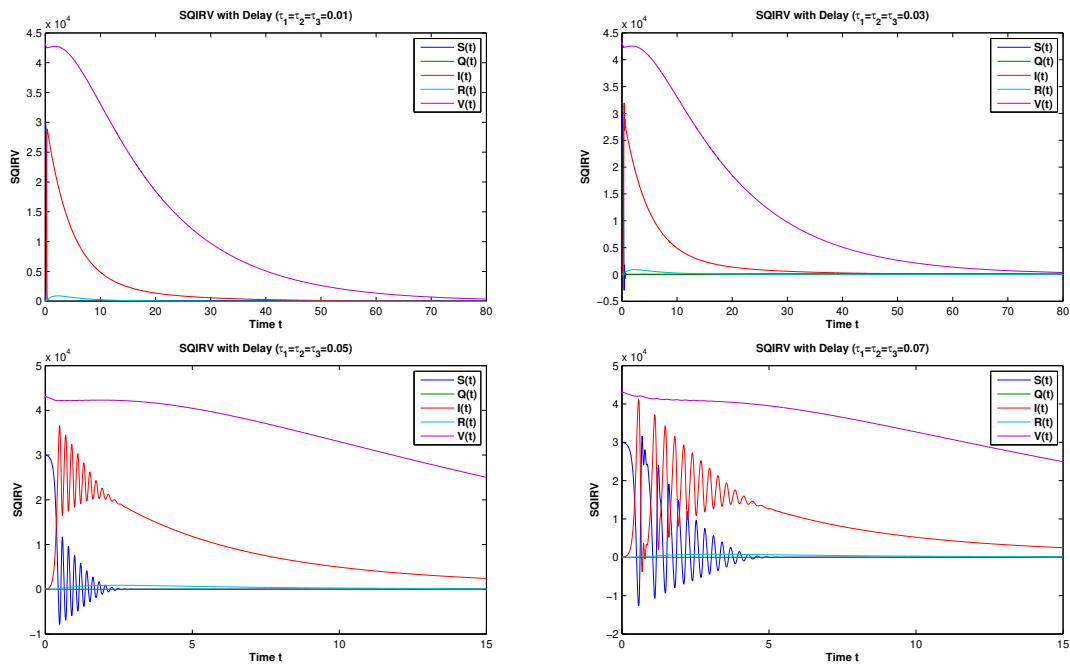 SQIRV with Delay (τ1=τ2=τ3=0.01)
x 10^4
4.5
4
3.5
3
2.5
2
1.5
1
0.5
0
SQIRV
0 10 20 30 40 50 60 70 80
Time t
S(t)
Q(t)
I(t)
R(t)
V(t)
SQIRV with Delay (τ1=τ2=τ3=0.03)
x 10^4
4.5
4
3.5
3
2.5
2
1.5
1
0.5
0
−0.5
SQIRV
0 10 20 30 40 50 60 70 80
Time t
S(t)
Q(t)
I(t)
R(t)
V(t)
SQIRV with Delay (τ1=τ2=τ3=0.05)
x 10^4
5
4
3
2
1
0
−1
SQIRV
0 5 10 15
Time t
S(t)
Q(t)
I(t)
R(t)
V(t)
SQIRV with Delay (τ1=τ2=τ3=0.07)
x 10^4
5
4
3
2
1
0
−1
−2
SQIRV
0 5 10 15
Time t
S(t)
Q(t)
I(t)
R(t)
V(t)